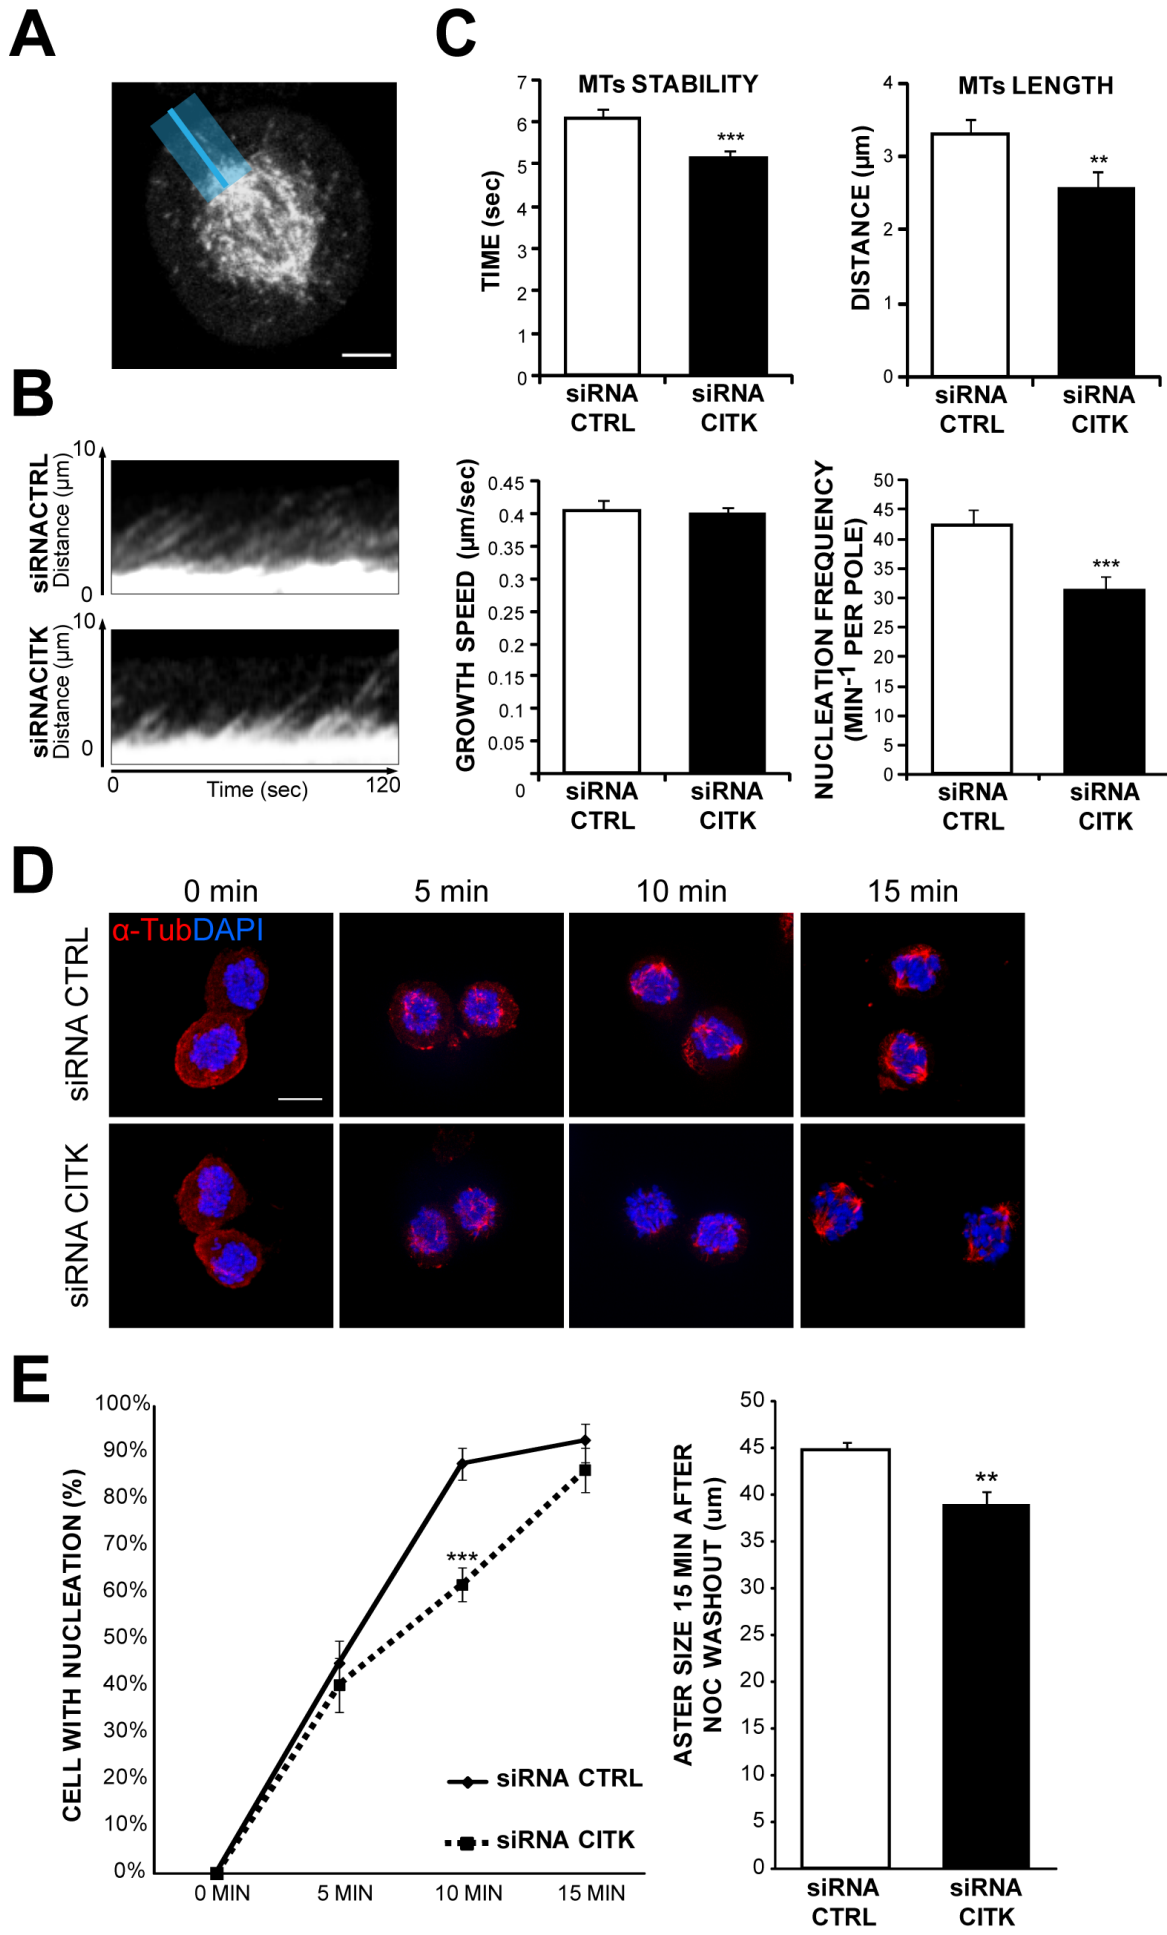 A
C
MTs STABILITY
TIME (sec)
7
6
5
4
3
2
1
0
***
siRNA
CTRL
siRNA
CITK
MTs LENGTH
DISTANCE (µm)
4
3
2
1
0
**
siRNA
CTRL
siRNA
CITK
B
siRNACTRL
Distance (µm)
10
0
siRNACITK
Distance (µm)
10
0
0
Time (sec)
120
GROWTH SPEED (µm/sec)
0.45
0.4
0.35
0.3
0.25
0.2
0.15
0.1
0.05
0
siRNA
CTRL
siRNA
CITK
NUCLEATION FREQUENCY
(MIN-1 PER POLE)
50
45
40
35
30
25
20
15
10
5
0
***
siRNA
CTRL
siRNA
CITK
D
0 min
5 min
10 min
15 min
α-TubDAPI
siRNA CTRL
siRNA CITK
E
CELL WITH NUCLEATION (%)
100%
90%
80%
70%
60%
50%
40%
30%
20%
10%
0%
***
siRNA CTRL
siRNA CITK
0 MIN
5 MIN
10 MIN
15 MIN
ASTER SIZE 15 MIN AFTER
NOC WASHOUT (um)
50
45
40
35
30
25
20
15
10
5
0
**
siRNA
CTRL
siRNA
CITK